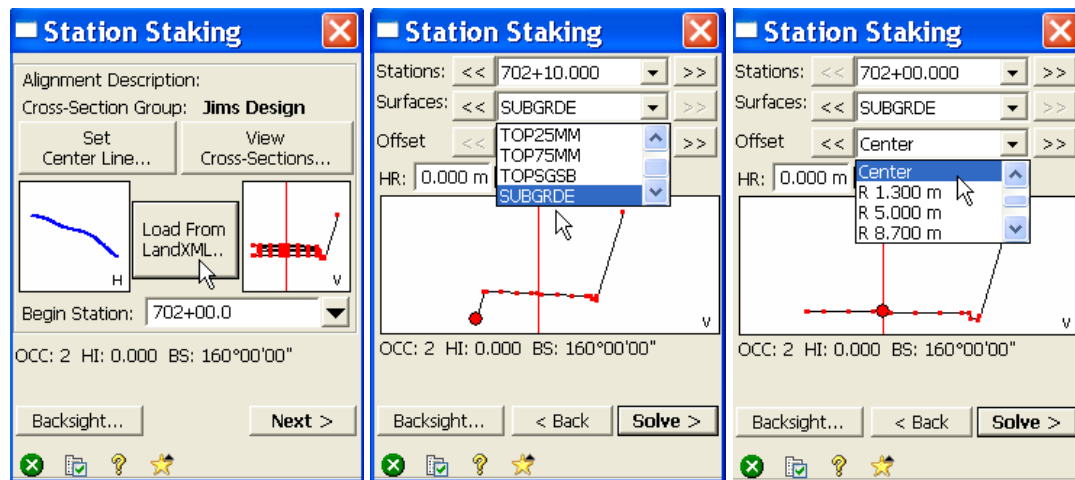 Station Staking
Alignment Description:
Cross-Section Group: Jims Design
Set
Center Line...
View
Cross-Sections...
Load From
LandXML..
H
V
Begin Station: 702+00.0
OCC: 2 HI: 0.000 BS: 160°00'00"
Backsight...
Next >
Station Staking
Stations: << 702+10.000 >>
Surfaces: << SUBGRDE >>
Offset << >>
TOP25MM
TOP75MM
TOPSGSB
SUBGRDE
HR: 0.000 m
V
OCC: 2 HI: 0.000 BS: 160°00'00"
Backsight...
< Back
Solve >
Station Staking
Stations: << 702+00.000 >>
Surfaces: << SUBGRDE >>
Offset << Center >>
HR: 0.000 m
Center
R 1.300 m
R 5.000 m
R 8.700 m
V
OCC: 2 HI: 0.000 BS: 160°00'00"
Backsight...
< Back
Solve >